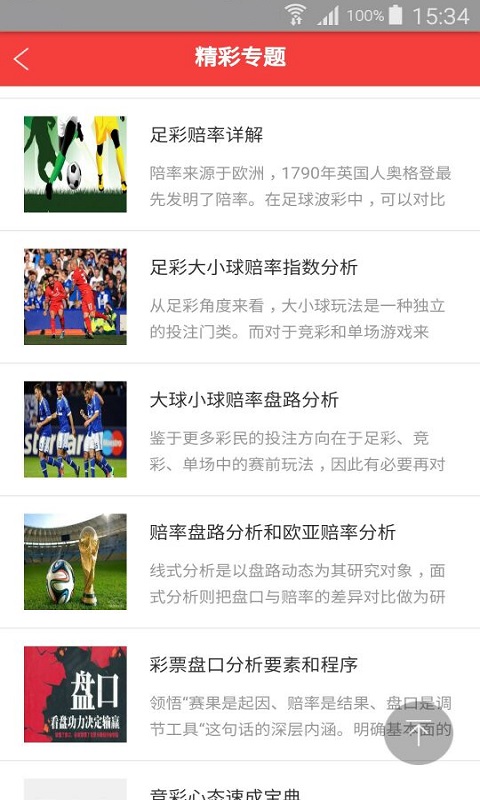 100% 15:34
精彩专题
足彩赔率详解
陪率来源于欧洲，1790年英国人奥格登最
先发明了陪率。在足球波彩中，可以对比
足彩大小球赔率指数分析
从足彩角度来看，大小球玩法是一种独立
的投注门类。而对于竞彩和单场游戏来
大球小球赔率盘路分析
鉴于更多彩民的投注方向在于足彩、竞
彩、单场中的赛前玩法，因此有必要再对
MasterCard
赔率盘路分析和欧亚赔率分析
线式分析是以盘路动态为其研究对象，面
式分析则把盘口与赔率的差异对比做为研
盘口
看盘功力决定输赢
彩票盘口分析要素和程序
领悟“赛果是起因、赔率是结果、盘口是调
节工具“这句话的深层内涵。明确基本面的
竞彩心态速成宝典